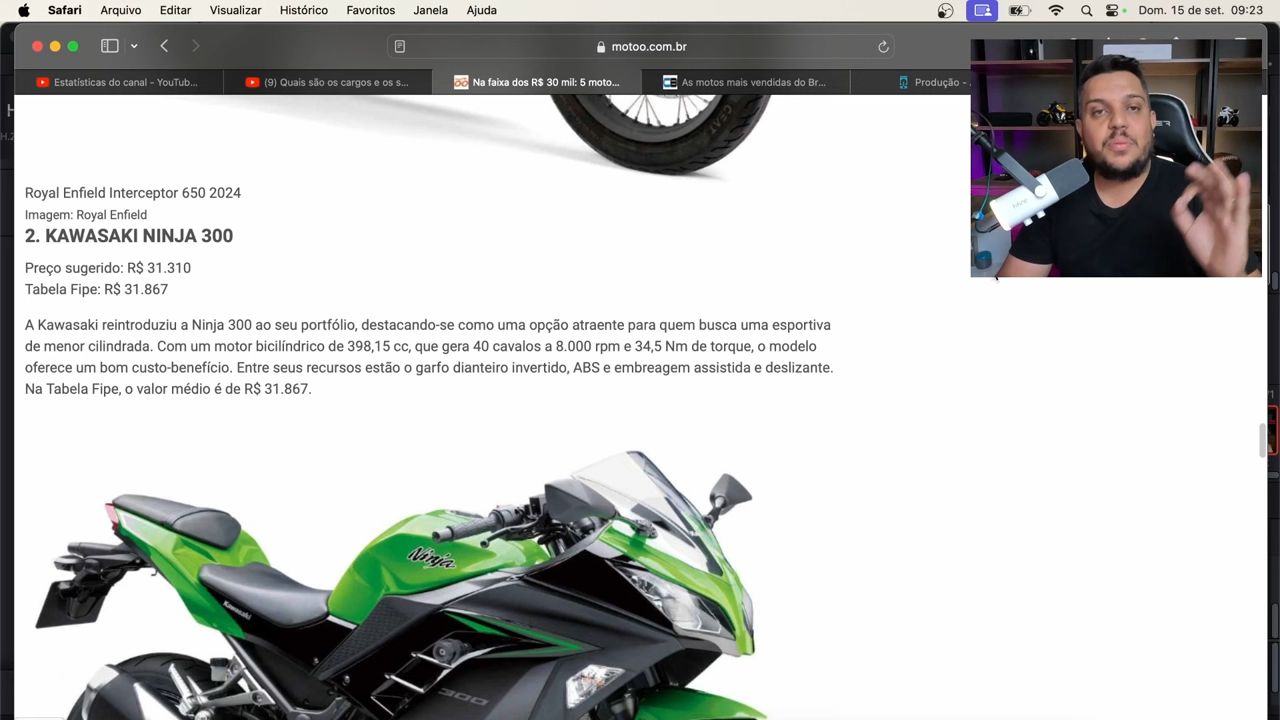 Safari Arquivo Editar Visualizar Histórico Favoritos Janela Ajuda Dom. 15 de set. 09:23
motoo.com.br
Estatísticas do canal - YouTub... (9) Quais são os cargos e os s... Na faixa dos R$ 30 mil: 5 moto... As motos mais vendidas do Br... Produção -
Royal Enfield Interceptor 650 2024
Imagem: Royal Enfield
2. KAWASAKI NINJA 300
Preço sugerido: R$ 31.310
Tabela Fipe: R$ 31.867
A Kawasaki reintroduziu a Ninja 300 ao seu portfólio, destacando-se como uma opção atraente para quem busca uma esportiva
de menor cilindrada. Com um motor bicilíndrico de 398,15 cc, que gera 40 cavalos a 8.000 rpm e 34,5 Nm de torque, o modelo
oferece um bom custo-benefício. Entre seus recursos estão o garfo dianteiro invertido, ABS e embreagem assistida e deslizante.
Na Tabela Fipe, o valor médio é de R$ 31.867.
Ninja
Kawasaki
300